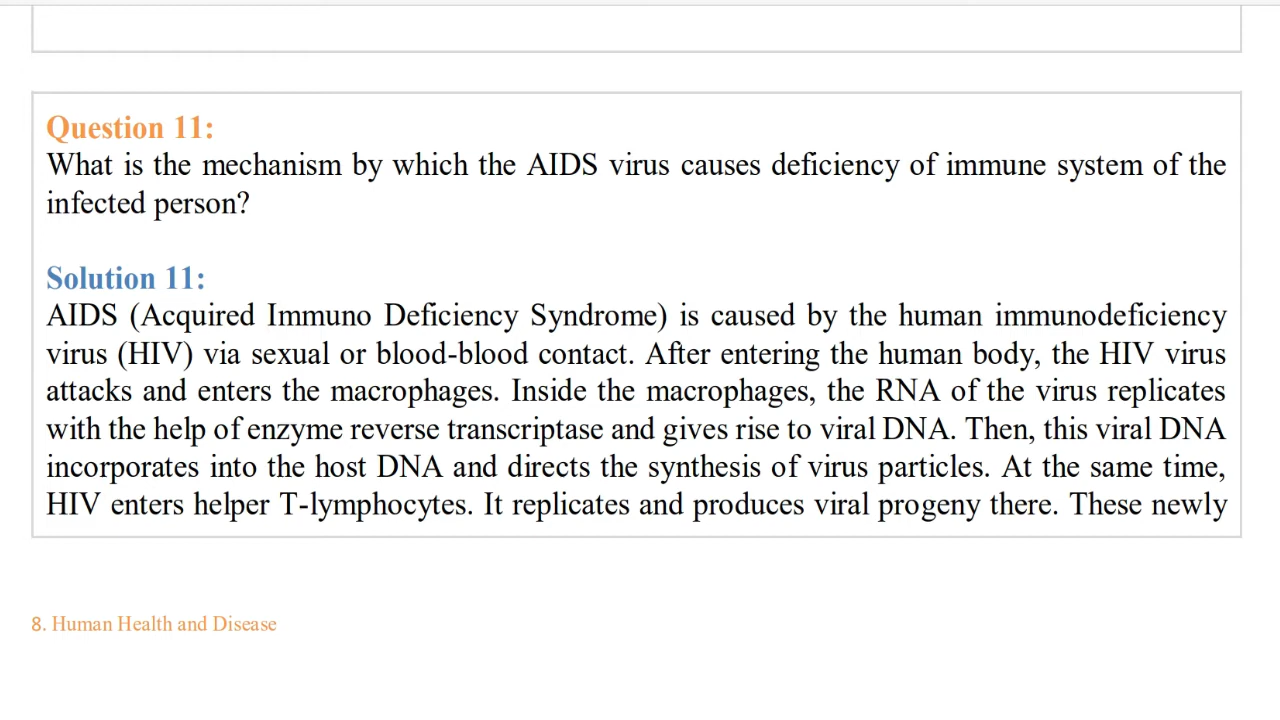 Question 11:
What is the mechanism by which the AIDS virus causes deficiency of immune system of the
infected person?
Solution 11:
AIDS (Acquired Immuno Deficiency Syndrome) is caused by the human immunodeficiency
virus (HIV) via sexual or blood-blood contact. After entering the human body, the HIV virus
attacks and enters the macrophages. Inside the macrophages, the RNA of the virus replicates
with the help of enzyme reverse transcriptase and gives rise to viral DNA. Then, this viral DNA
incorporates into the host DNA and directs the synthesis of virus particles. At the same time,
HIV enters helper T-lymphocytes. It replicates and produces viral progeny there. These newly
8. Human Health and Disease